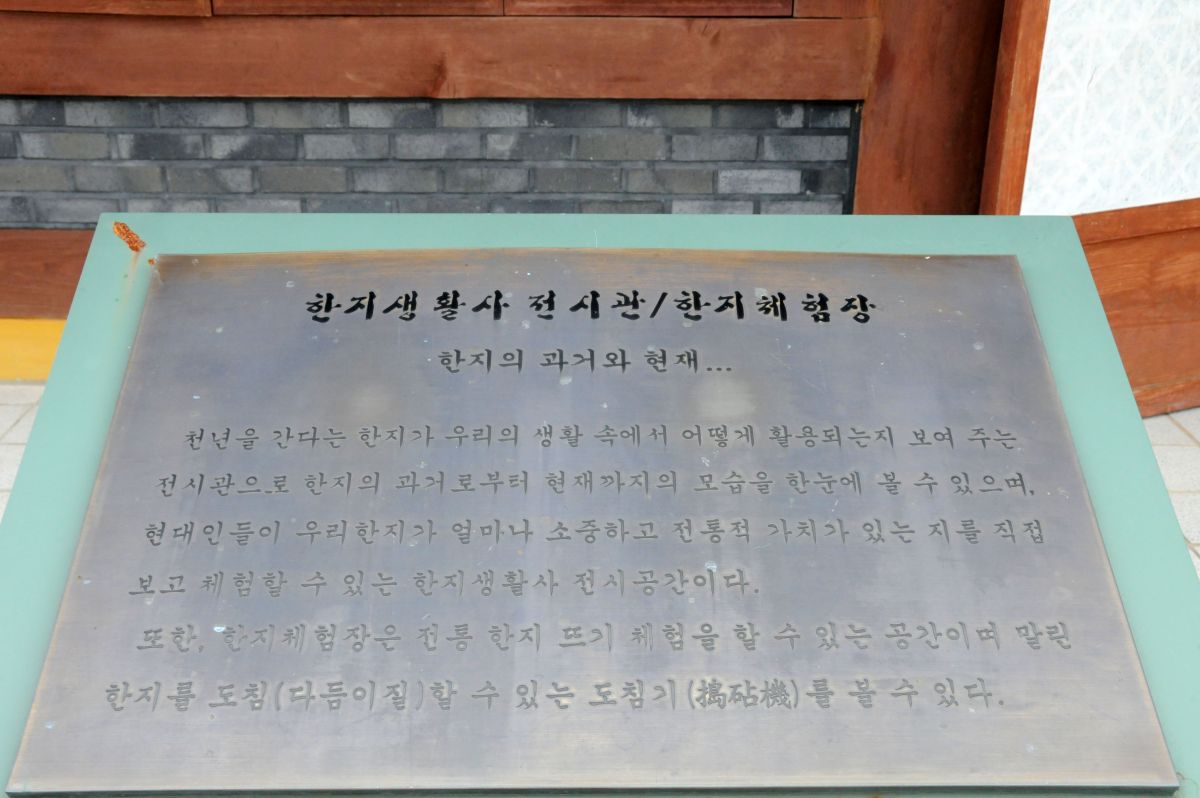 한지생활사 전시관/한지체험장
한지의 과거와 현재...
천년을 간다는 한지가 우리의 생활 속에서 어떻게 활용되는지 보여 주는
전시관으로 한지의 과거로부터 현재까지의 모습을 한눈에 볼 수 있으며,
현대인들이 우리한지가 얼마나 소중하고 전통적 가치가 있는 지를 직접
보고 체험할 수 있는 한지생활사 전시공간이다.
또한, 한지체험장은 전통 한지 뜨기 체험을 할 수 있는 공간이며 말린
한지를 도침(다듬이질)할 수 있는 도침기(搗砧機)를 볼 수 있다.